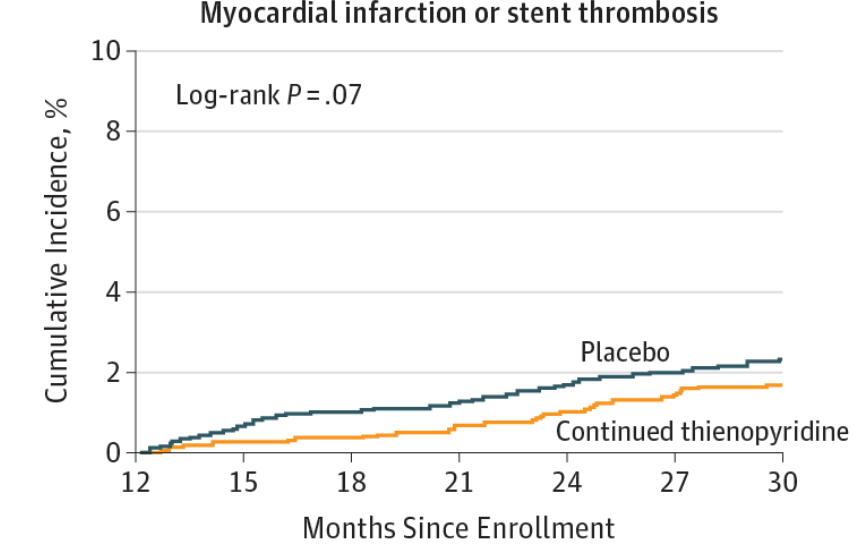 Myocardial infarction or stent thrombosis
10
Log-rank P = .07
8
6
4
2
0
Cumulative Incidence, %
Placebo
Continued thienopyridine
12 15 18 21 24 27 30
Months Since Enrollment